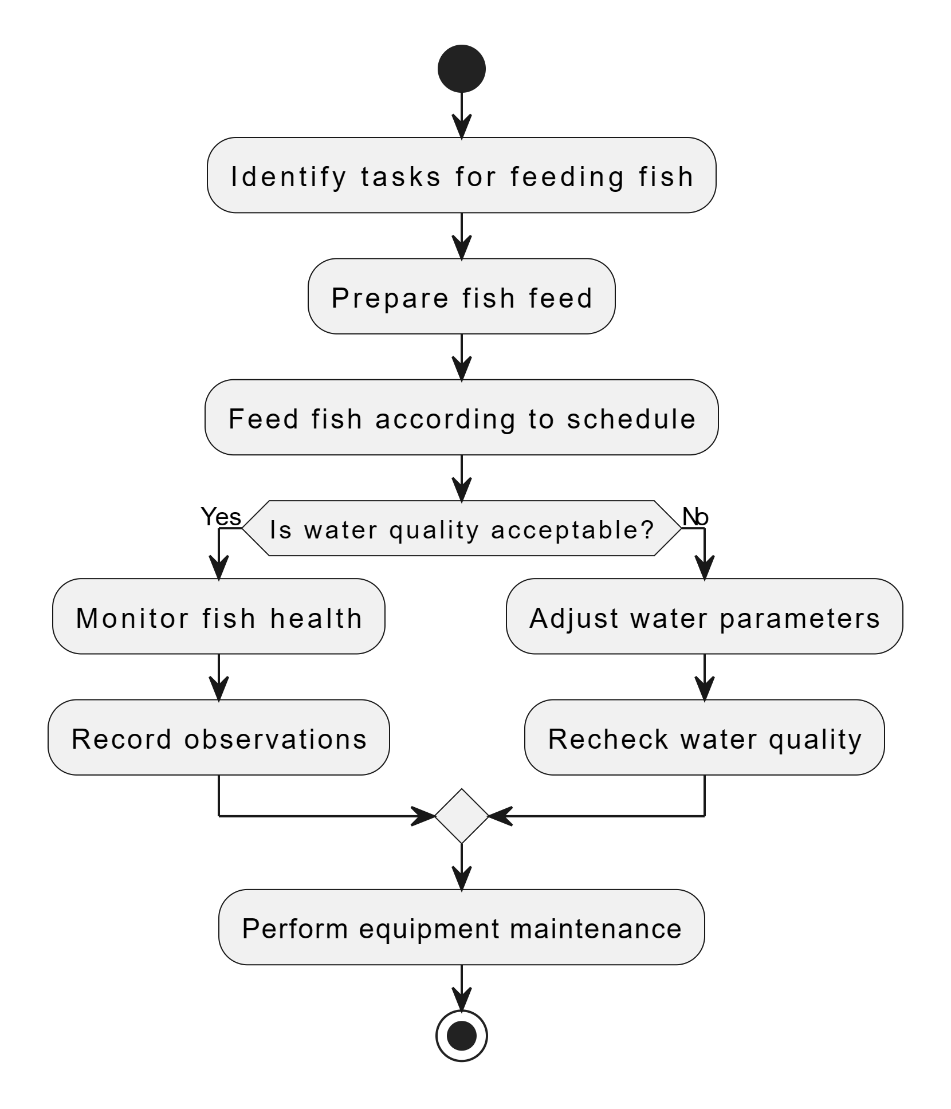 Identify tasks for feeding fish
Prepare fish feed
Feed fish according to schedule
Yes
Is water quality acceptable?
No
Monitor fish health
Adjust water parameters
Record observations
Recheck water quality
Perform equipment maintenance